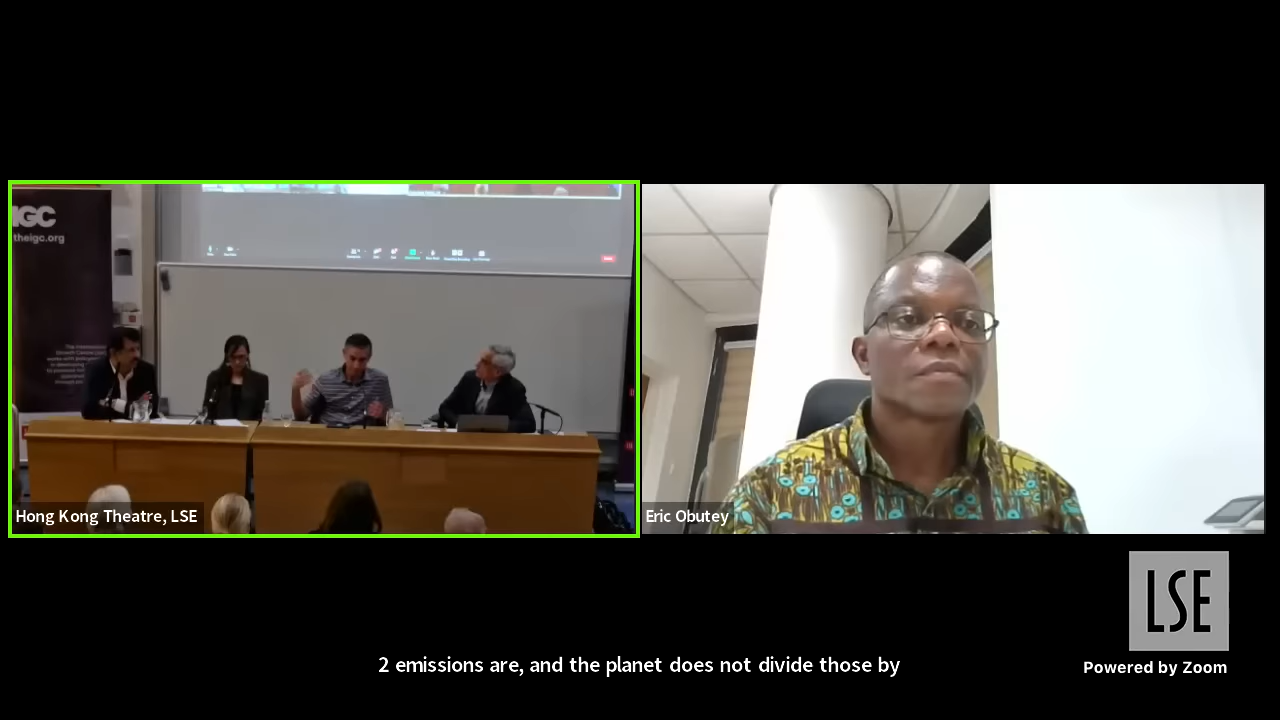 IGC
theigc.org
Hong Kong Theatre, LSE
Eric Obutey
LSE
2 emissions are, and the planet does not divide those by
Powered by Zoom